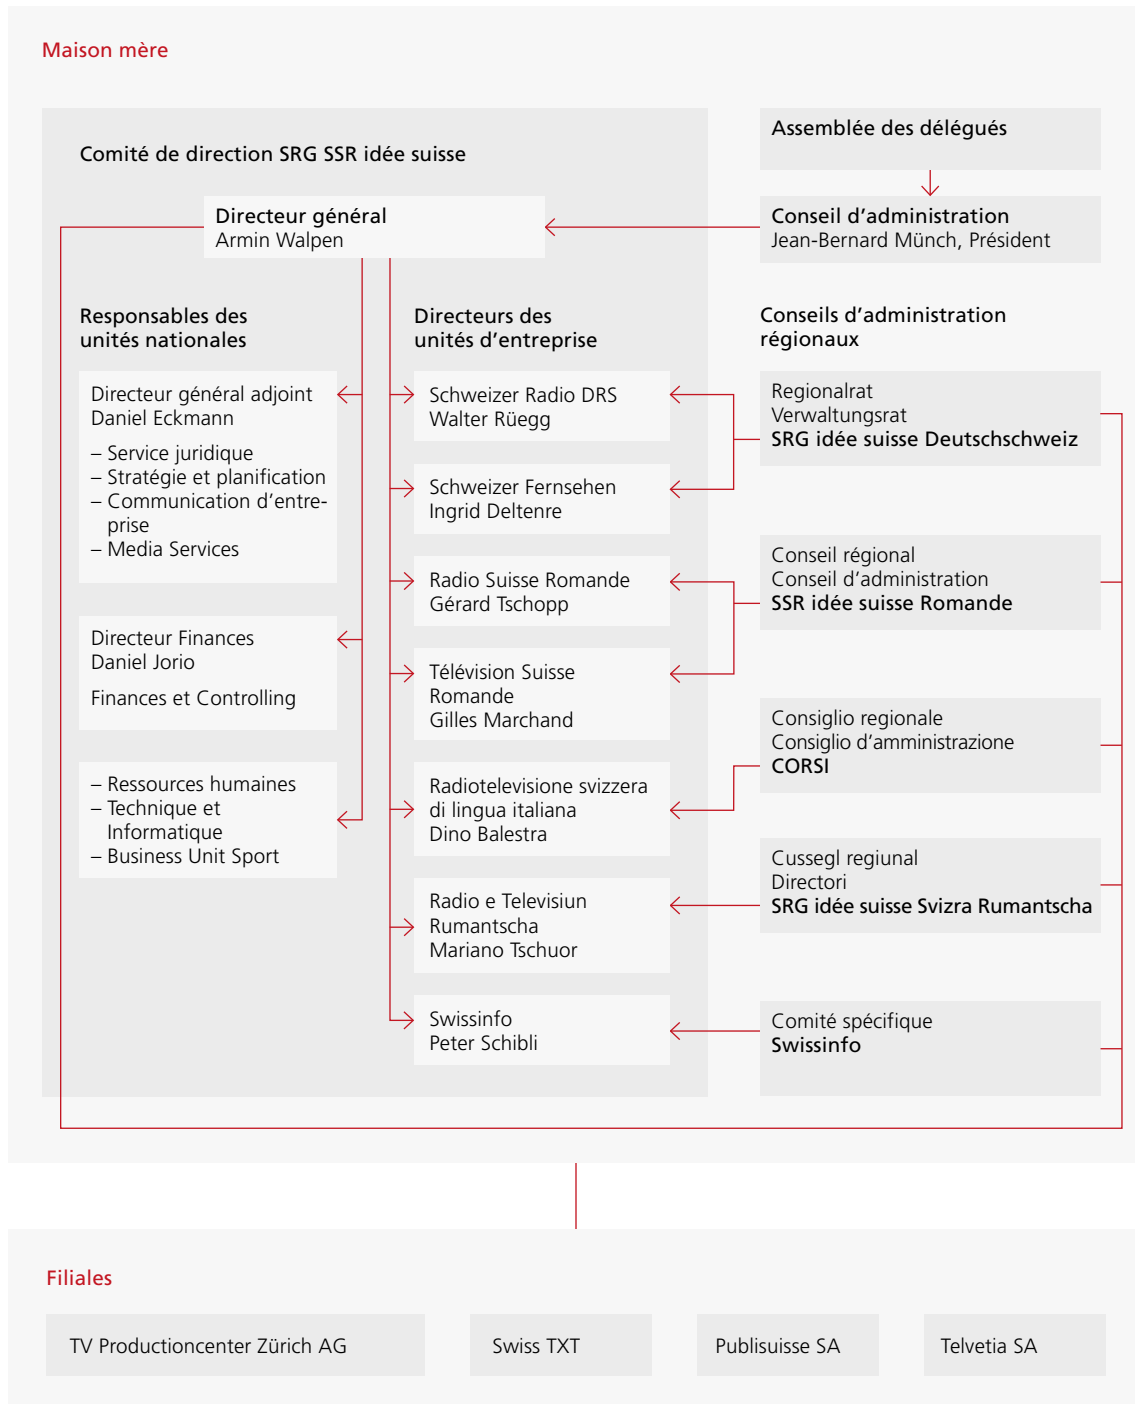 Maison mère
Comité de direction SRG SSR idée suisse
Directeur général
Armin Walpen
Assemblée des délégués
Conseil d’administration
Jean-Bernard Münch, Président
Responsables des
unités nationales
Directeur général adjoint
Daniel Eckmann
– Service juridique
– Stratégie et planification
– Communication d’entre-
prise
– Media Services
Directeur Finances
Daniel Jorio
Finances et Controlling
– Ressources humaines
– Technique et
Informatique
– Business Unit Sport
Directeurs des
unités d’entreprise
Schweizer Radio DRS
Walter Rüegg
Schweizer Fernsehen
Ingrid Deltenre
Radio Suisse Romande
Gérard Tschopp
Télévision Suisse
Romande
Gilles Marchand
Radiotelevisione svizzera
di lingua italiana
Dino Balestra
Radio e Televisiun
Rumantscha
Mariano Tschuor
Swissinfo
Peter Schibli
Conseils d’administration
régionaux
Regionalrat
Verwaltungsrat
SRG idée suisse Deutschschweiz
Conseil régional
Conseil d’administration
SSR idée suisse Romande
Consiglio regionale
Consiglio d’amministrazione
CORSI
Cussegl regiunal
Directori
SRG idée suisse Svizra Rumantscha
Comité spécifique
Swissinfo
Filiales
TV Productioncenter Zürich AG
Swiss TXT
Publisuisse SA
Telvetia SA